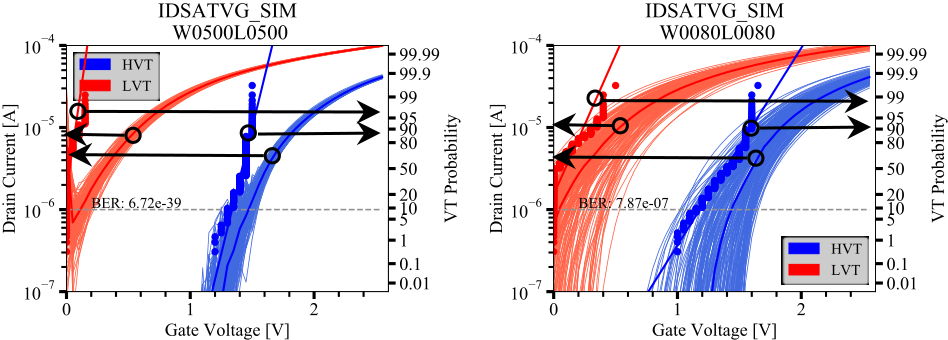 IDSATVG_SIM
W0500L0500
10⁻⁴
10⁻⁵
10⁻⁶
10⁻⁷
Drain Current [A]
HVT
LVT
BER: 6.72e-39
99.99
99.9
99
95
90
80
50
20
10
5
1
0.1
0.01
VT Probability
0
1
2
Gate Voltage [V]
IDSATVG_SIM
W0080L0080
10⁻⁴
10⁻⁵
10⁻⁶
10⁻⁷
Drain Current [A]
BER: 7.87e-07
HVT
LVT
99.99
99.9
99
95
90
80
50
20
10
5
1
0.1
0.01
VT Probability
0
1
2
Gate Voltage [V]